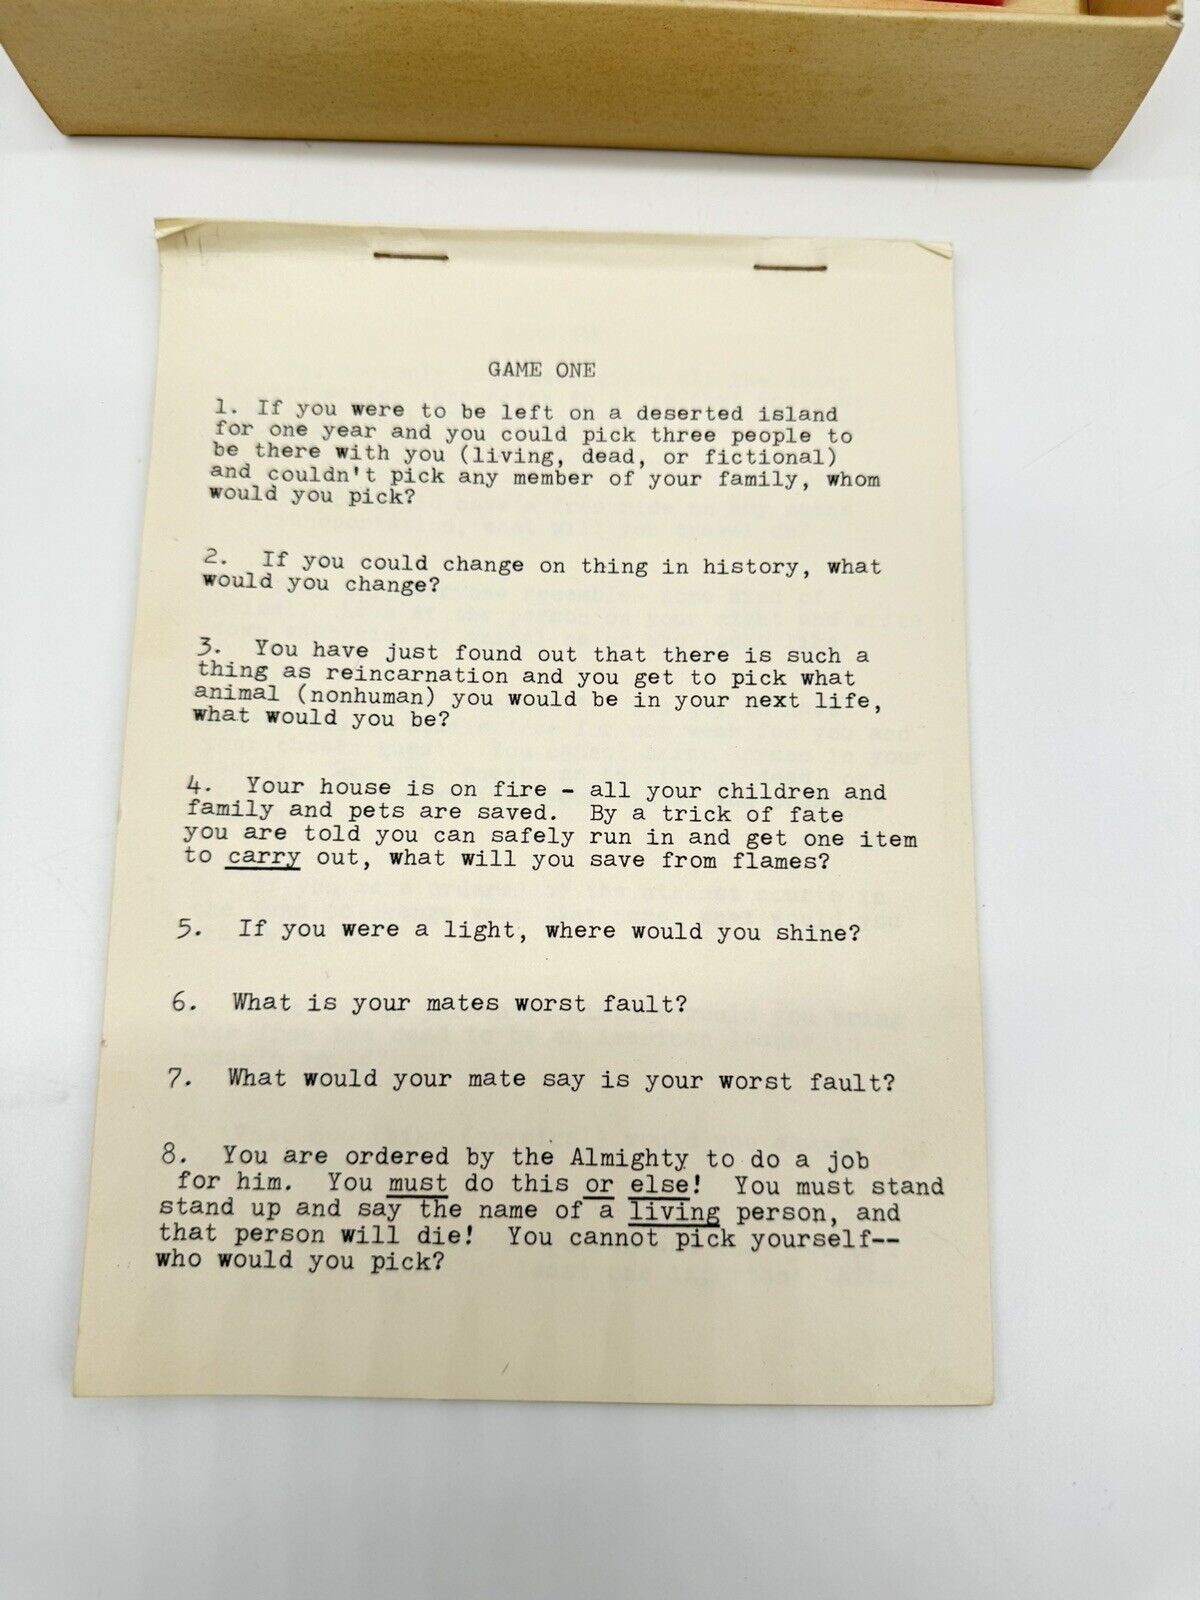 GAME ONE
1. If you were to be left on a deserted island
for one year and you could pick three people to
be there with you (living, dead, or fictional)
and couldn't pick any member of your family, whom
would you pick?
2. If you could change on thing in history, what
would you change?
3. You have just found out that there is such a
thing as reincarnation and you get to pick what
animal (nonhuman) you would be in your next life,
what would you be?
4. Your house is on fire - all your children and
family and pets are saved. By a trick of fate
you are told you can safely run in and get one item
to carry out, what will you save from flames?
5. If you were a light, where would you shine?
6. What is your mates worst fault?
7. What would your mate say is your worst fault?
8. You are ordered by the Almighty to do a job
for him. You must do this or else! You must stand
stand up and say the name of a living person, and
that person will die! You cannot pick yourself--
who would you pick?